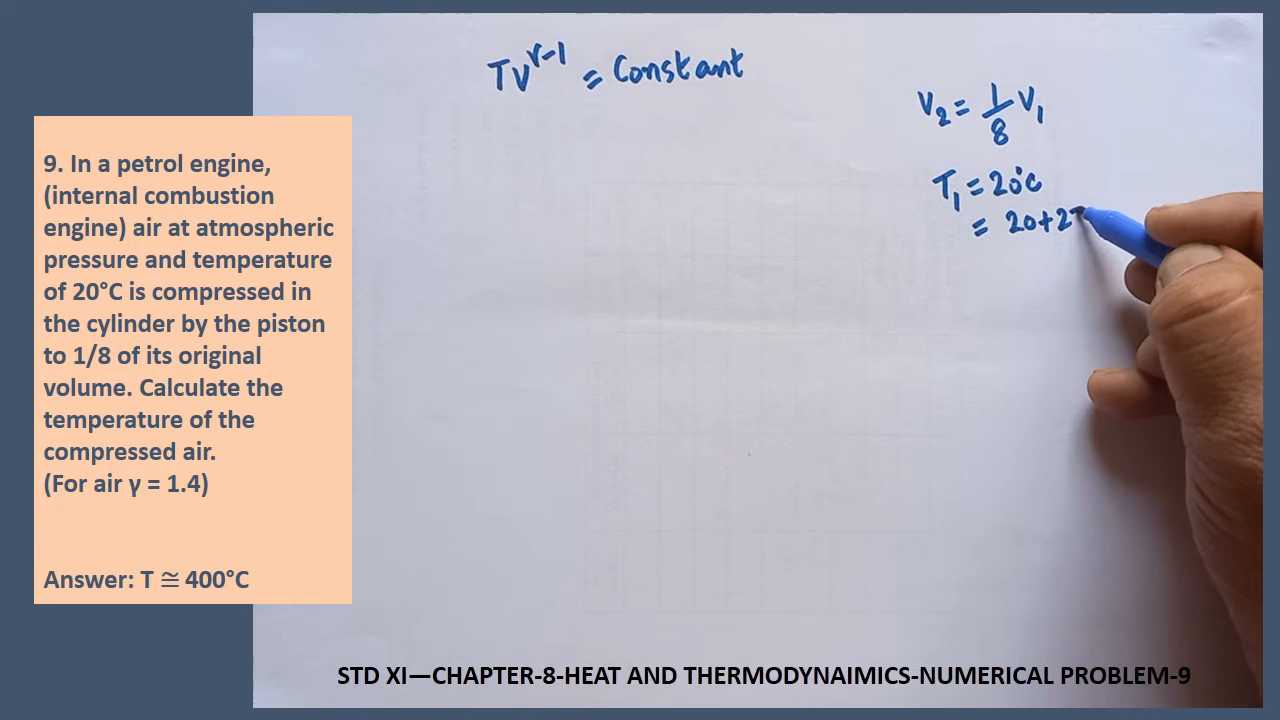 TV^γ-1 = Constant
V₂ = 1/8 V₁
T₁ = 20°C
= 20+27
9. In a petrol engine,
(internal combustion
engine) air at atmospheric
pressure and temperature
of 20°C is compressed in
the cylinder by the piston
to 1/8 of its original
volume. Calculate the
temperature of the
compressed air.
(For air γ = 1.4)
Answer: T ≅ 400°C
STD XI—CHAPTER-8-HEAT AND THERMODYNAIMICS-NUMERICAL PROBLEM-9